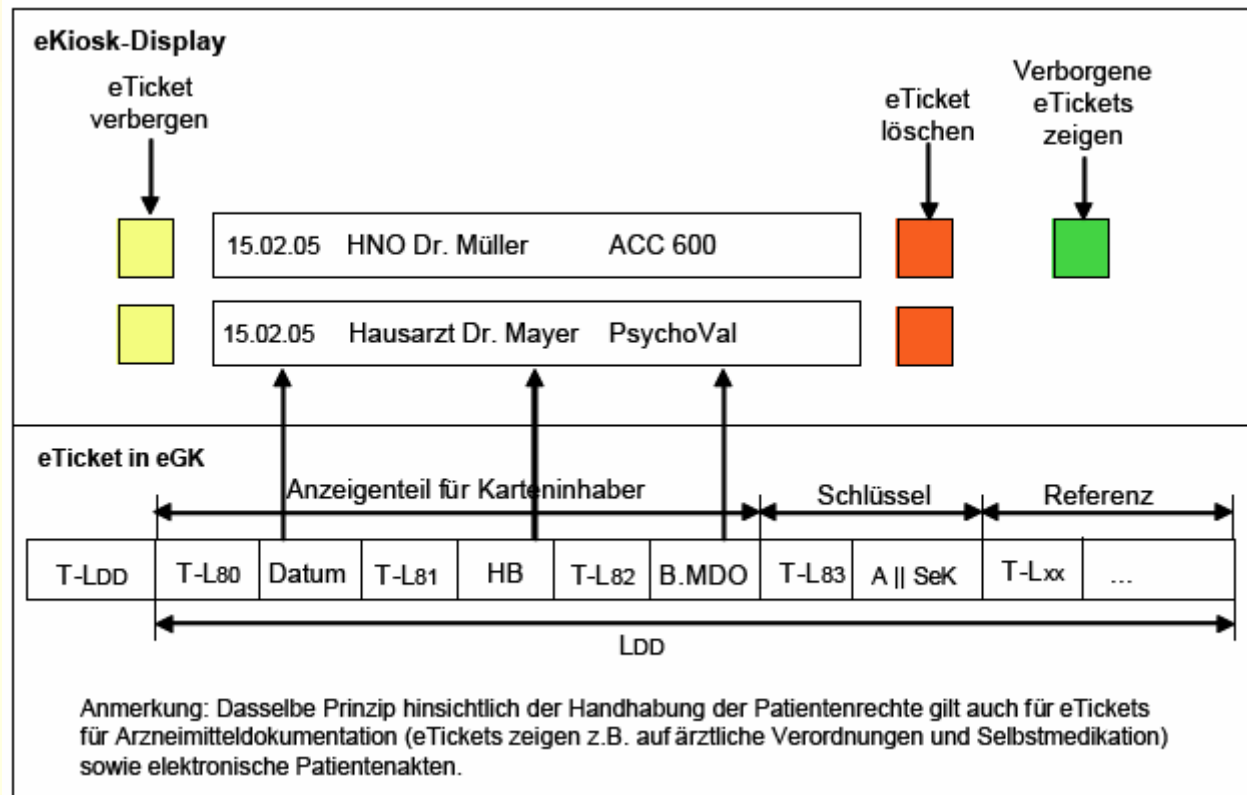 eKiosk-Display
eTicket
verbergen
eTicket
löschen
Verborgene
eTickets
zeigen
15.02.05 HNO Dr. Müller ACC 600
15.02.05 Hausarzt Dr. Mayer PsychoVal
eTicket in eGK
Anzeigenteil für Karteninhaber Schlüssel Referenz
T-LDD T-L80 Datum T-L81 HB T-L82 B.MDO T-L83 A || SeK T-Lxx ...
LDD
Anmerkung: Dasselbe Prinzip hinsichtlich der Handhabung der Patientenrechte gilt auch für eTickets
für Arzneimitteldokumentation (eTickets zeigen z.B. auf ärztliche Verordnungen und Selbstmedikation)
sowie elektronische Patientenakten.